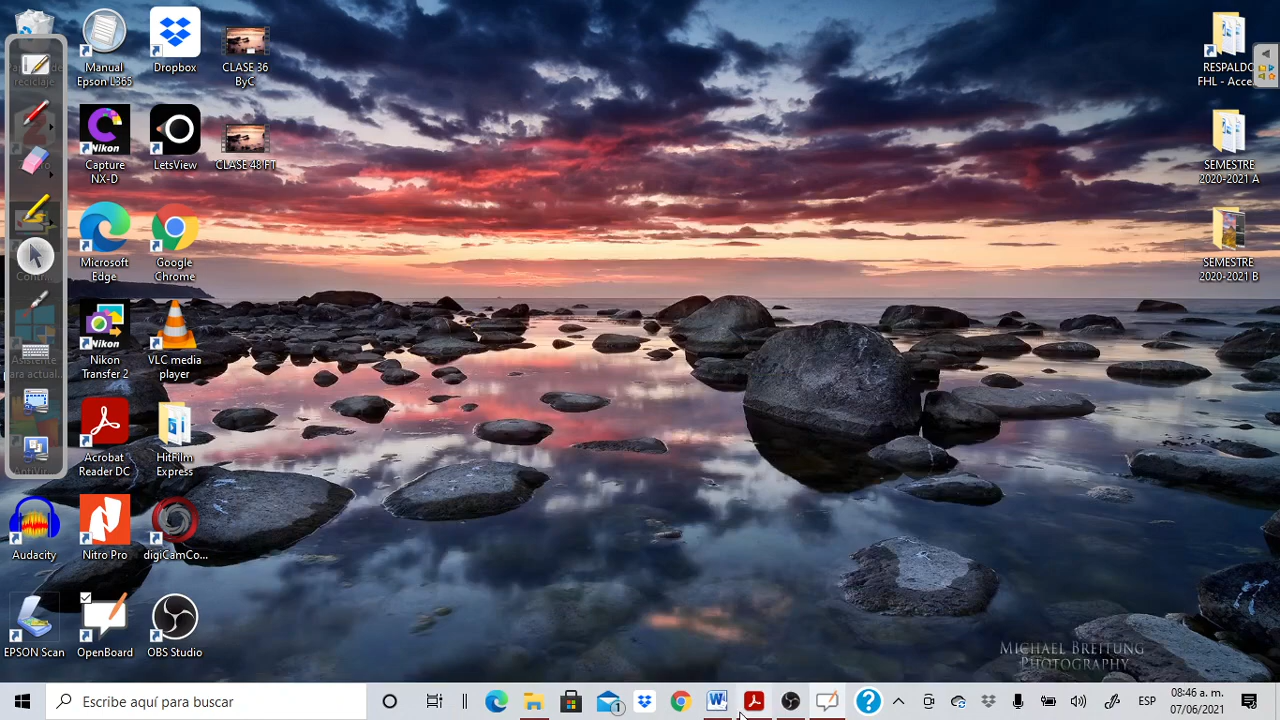 Manual
Epson L365
Dropbox
CLASE 36
ByC
Capture
NX-D
LetsView
CLASE 48 FT
Microsoft
Edge
Google
Chrome
Nikon
Transfer 2
VLC media
player
Acrobat
Reader DC
HitFilm
Express
Audacity
Nitro Pro
digiCamCo...
EPSON Scan
OpenBoard
OBS Studio
RESPALDO
FHL - Acce...
SEMESTRE
2020-2021 A
SEMESTRE
2020-2021 B
Nikon
Nikon
MICHAEL BREITUNG
PHOTOGRAPHY
Escribe aquí para buscar
1
ESP
08:46 a. m.
07/06/2021